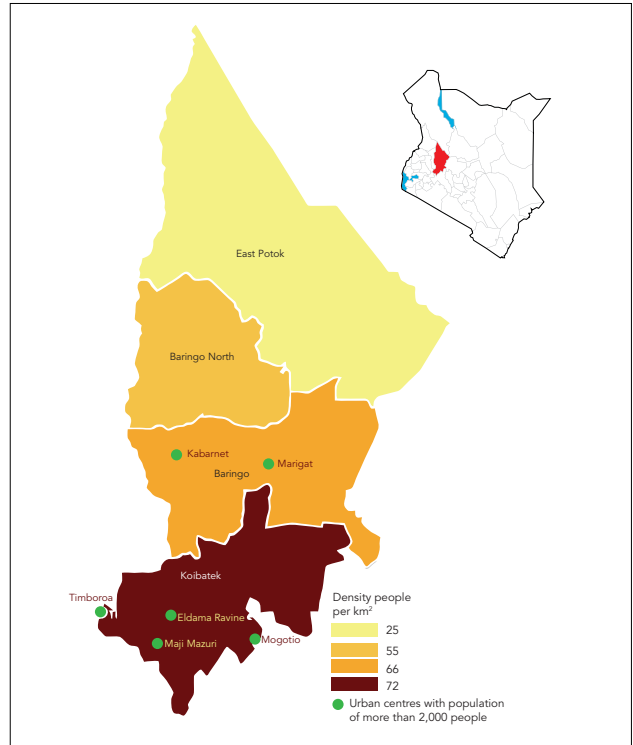 East Potok
Baringo North
Kabarnet
Marigat
Baringo
Koibatek
Timboroa
Eldama Ravine
Maji Mazuri
Mogotio
Density people
per km²
25
55
66
72
Urban centres with population
of more than 2,000 people